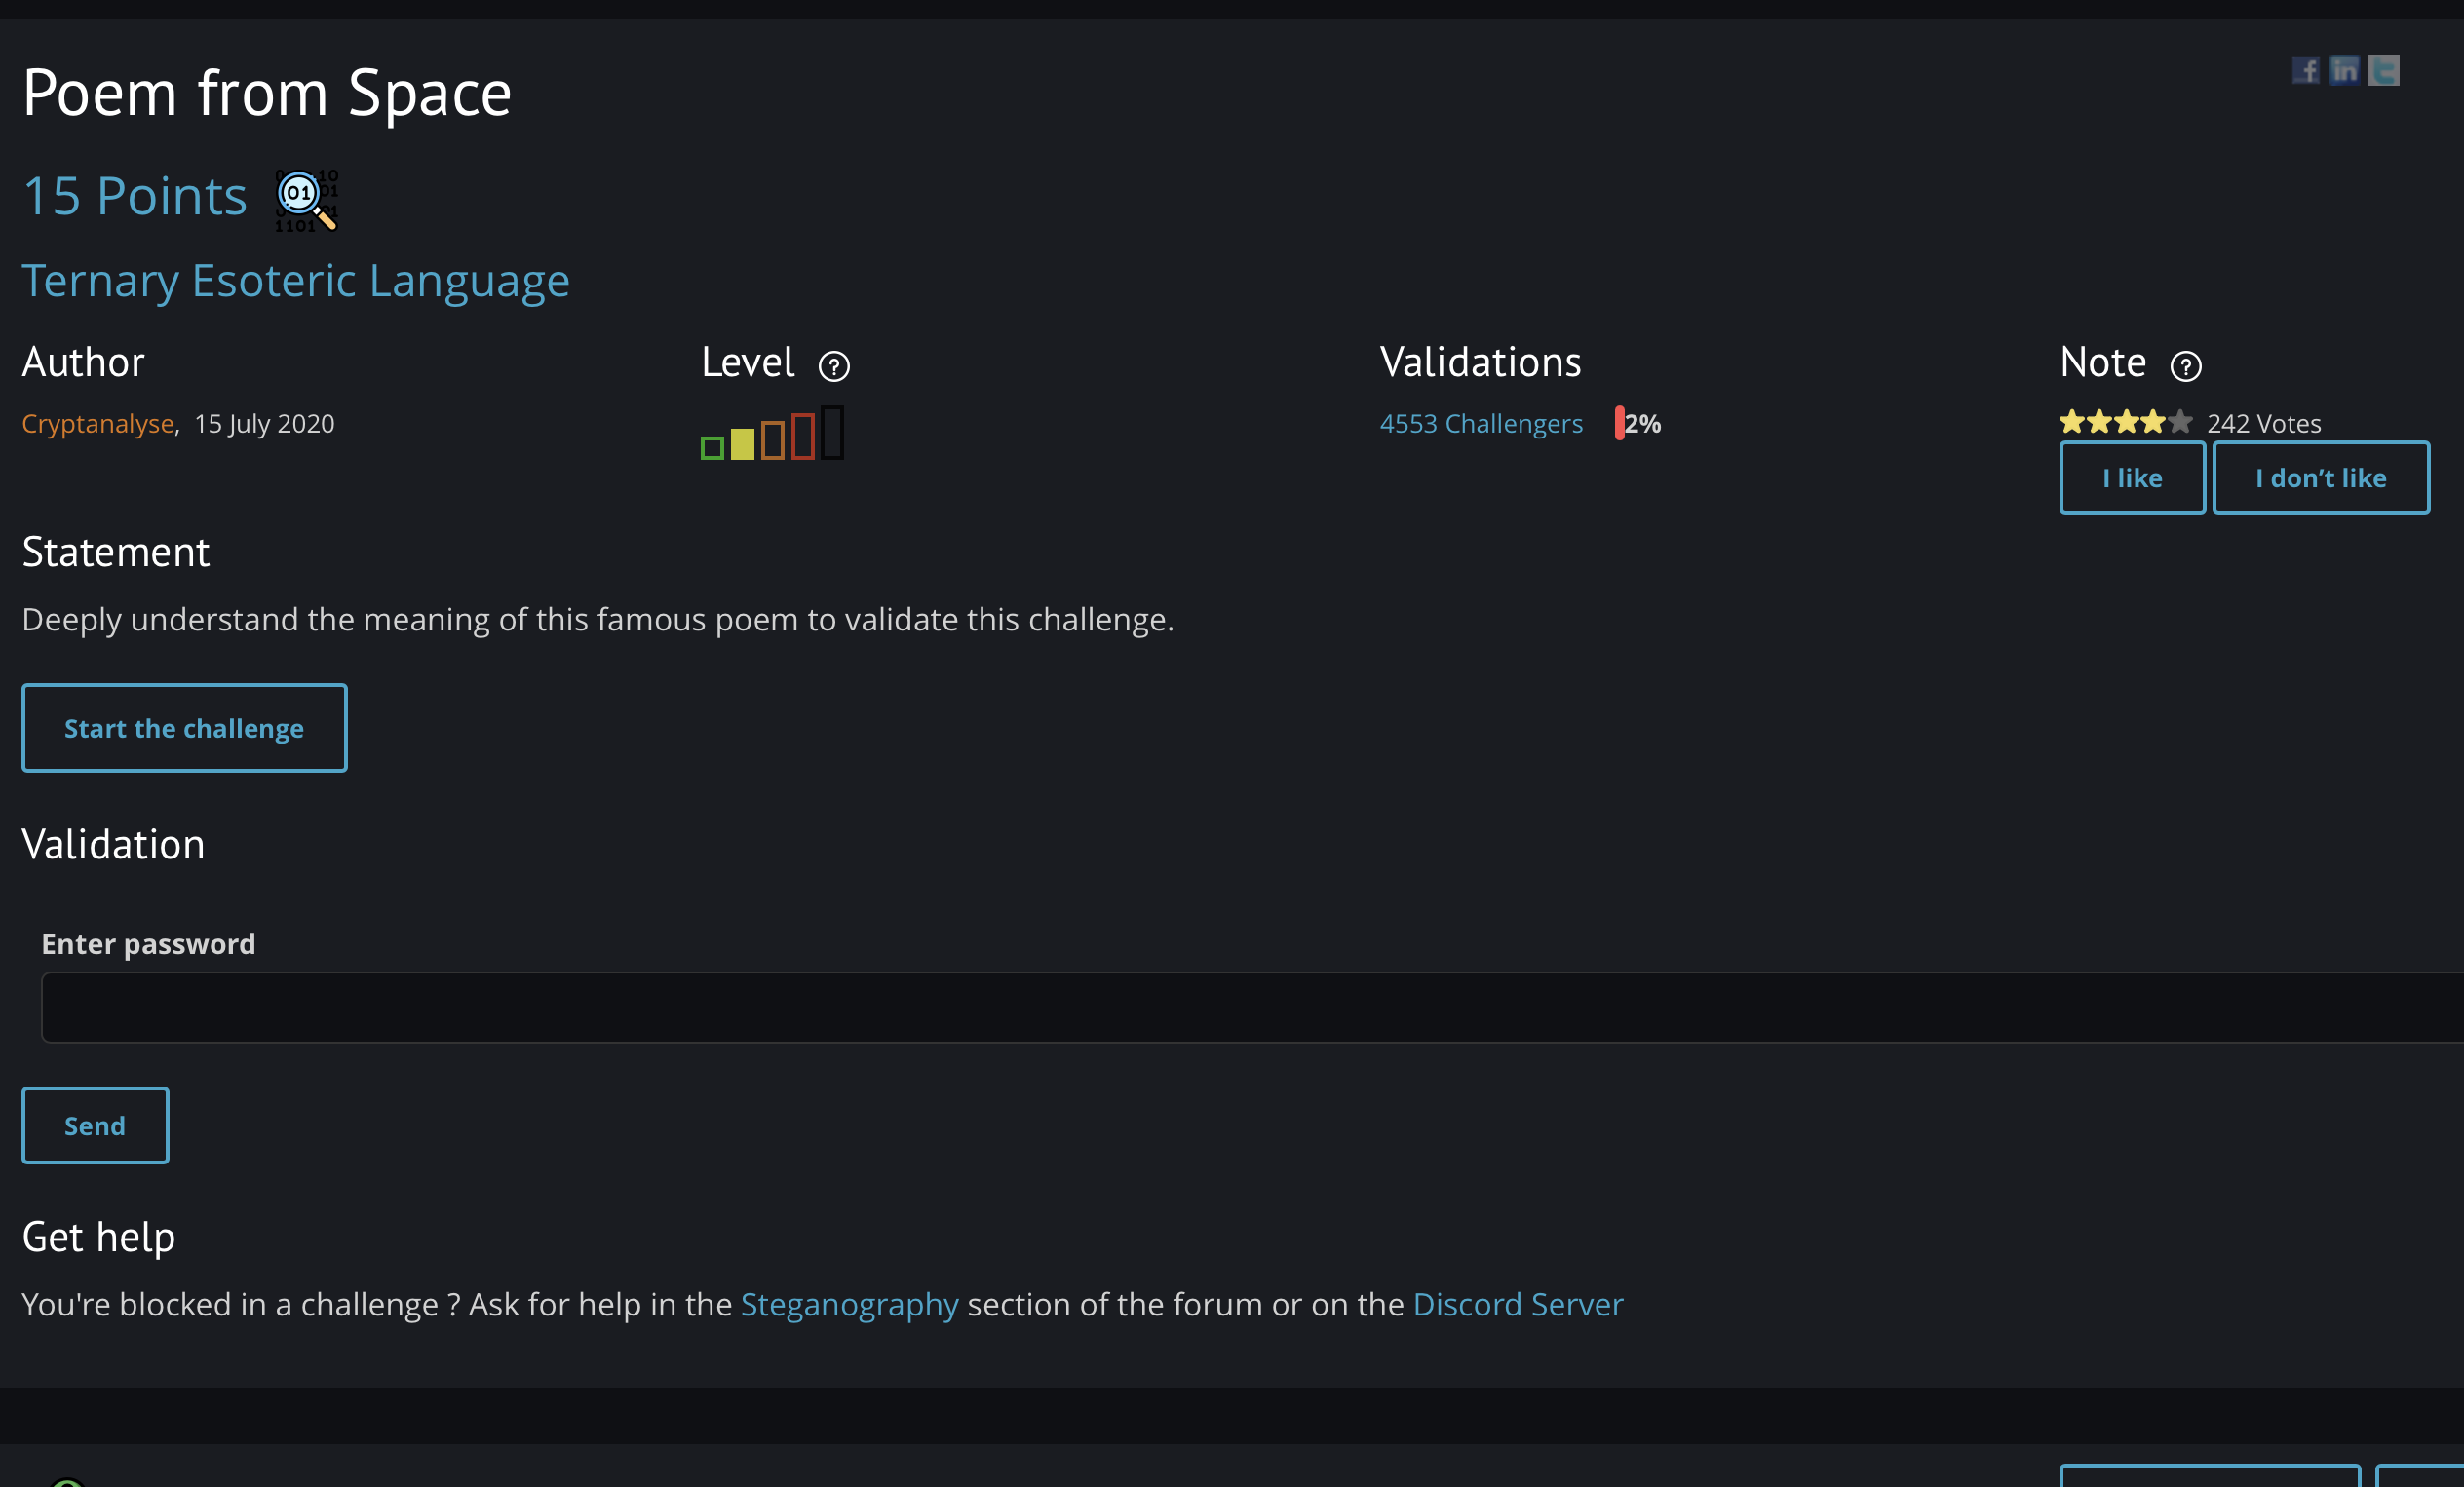 Poem from Space
15 Points
Ternary Esoteric Language
Author
Level
Validations
Note
Cryptanalyse, 15 July 2020
4553 Challengers 2%
242 Votes
I like
I don’t like
Statement
Deeply understand the meaning of this famous poem to validate this challenge.
Start the challenge
Validation
Enter password
Send
Get help
You're blocked in a challenge ? Ask for help in the Steganography section of the forum or on the Discord Server